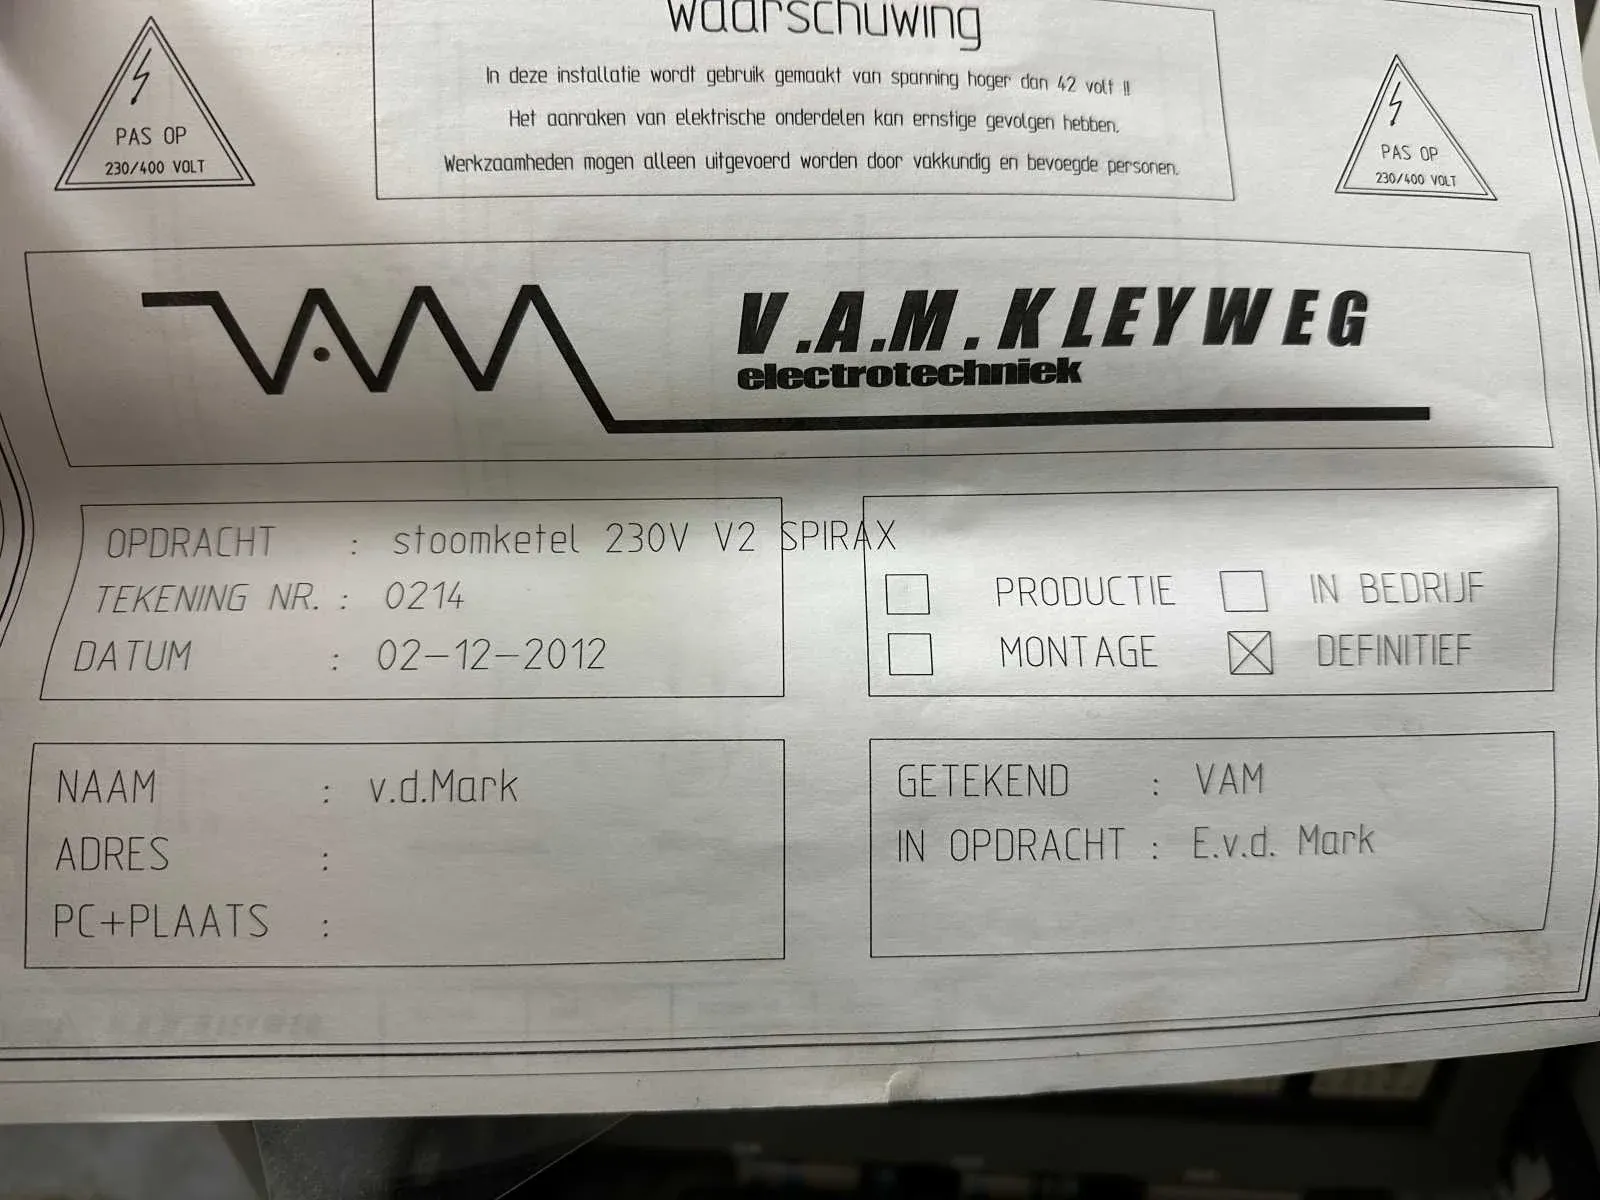 waarschuwing
In deze installatie wordt gebruik gemaakt van spanning hoger dan 42 volt !!
Het aanraken van elektrische onderdelen kan ernstige gevolgen hebben.
Werkzaamheden mogen alleen uitgevoerd worden door vakkundig en bevoegde personen.
PAS OP
230/400 VOLT
PAS OP
230/400 VOLT
VAM
V.A.M. KLEYWEG
electrotechniek
OPDRACHT : stoomketel 230V V2 SPIRAX
TEKENING NR. : 0214
DATUM : 02-12-2012
PRODUCTIE
IN BEDRIJF
MONTAGE
DEFINITIEF
NAAM : v.d.Mark
ADRES :
PC+PLAATS :
GETEKEND : VAM
IN OPDRACHT : E.v.d. Mark